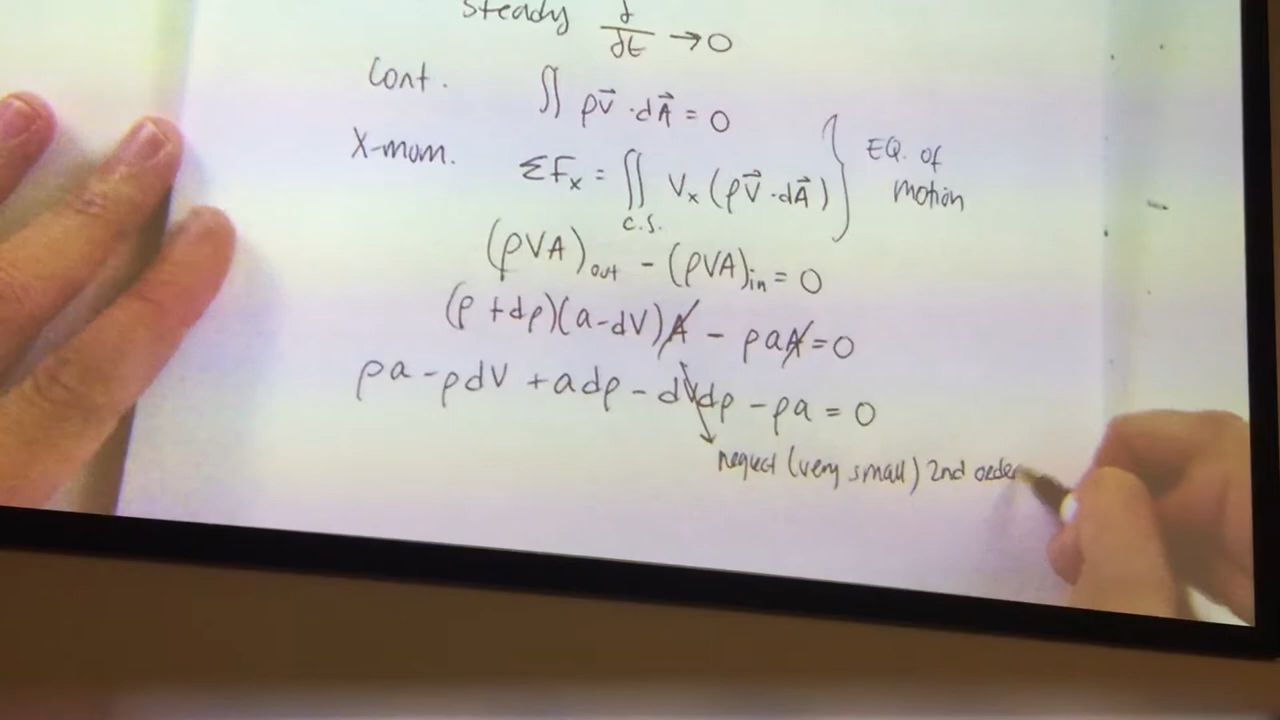 Steady ∂/∂t → 0
Cont. ∬ ρV⃗ · dA⃗ = 0
X-mom. ΣFx = ∬c.s. Vx (ρV⃗ · dA⃗) } EQ. of motion
(ρVA)out - (ρVA)in = 0
(ρ + dρ)(a - dV)A - ρaA = 0
ρa - ρdV + adρ - dVdρ - ρa = 0
neglect (very small) 2nd order